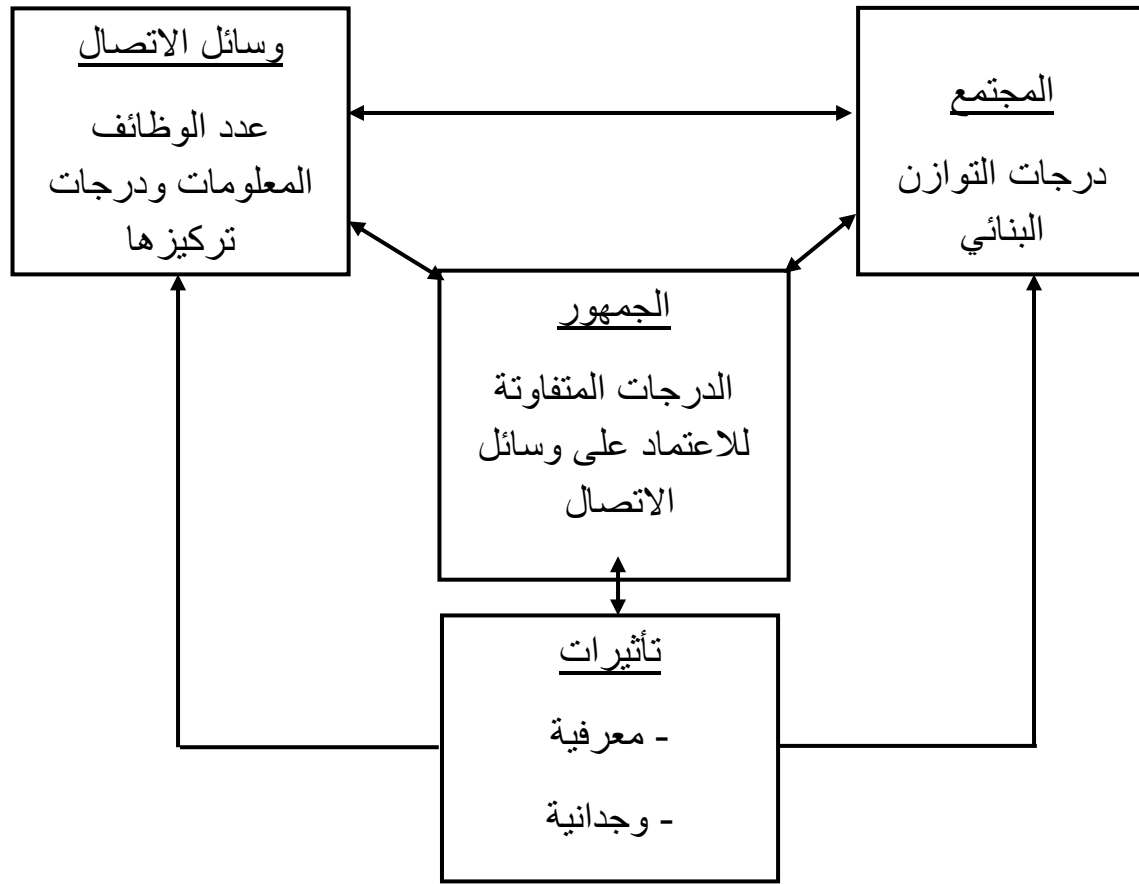 وسائل الاتصال
عدد الوظائف
المعلومات ودرجات
تركيزها
المجتمع
درجات التوازن
البنائي
الجمهور
الدرجات المتفاوتة
للاعتماد على وسائل
الاتصال
تأثيرات
- معرفية
- وجدانية